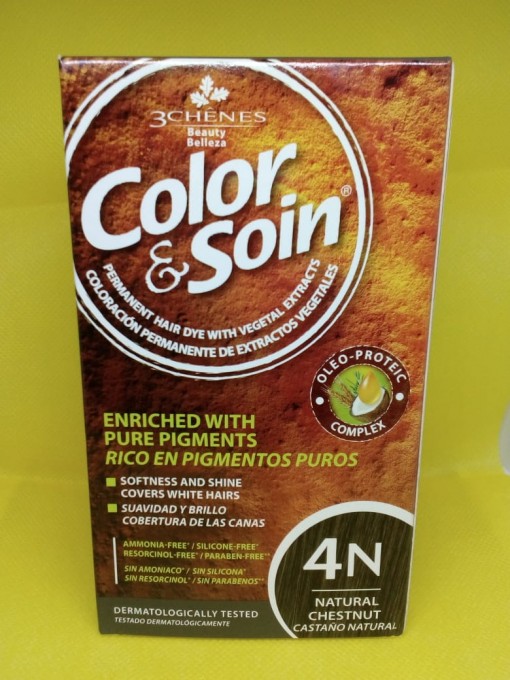 3CHENES
Beauty
Belleza
Color
& Soin®
PERMANENT HAIR DYE WITH VEGETAL EXTRACTS
COLORACIÓN PERMANENTE DE EXTRACTOS VEGETALES
OLEO-PROTEIC
COMPLEX
ENRICHED WITH
PURE PIGMENTS
RICO EN PIGMENTOS PUROS
SOFTNESS AND SHINE
COVERS WHITE HAIRS
SUAVIDAD Y BRILLO
COBERTURA DE LAS CANAS
AMMONIA-FREE* / SILICONE-FREE*
RESORCINOL-FREE* / PARABEN-FREE**
SIN AMONIACO* / SIN SILICONA*
SIN RESORCINOL* / SIN PARABENOS**
4N
NATURAL
CHESTNUT
CASTAÑO NATURAL
DERMATOLOGICALLY TESTED
TESTADO DERMATOLÓGICAMENTE